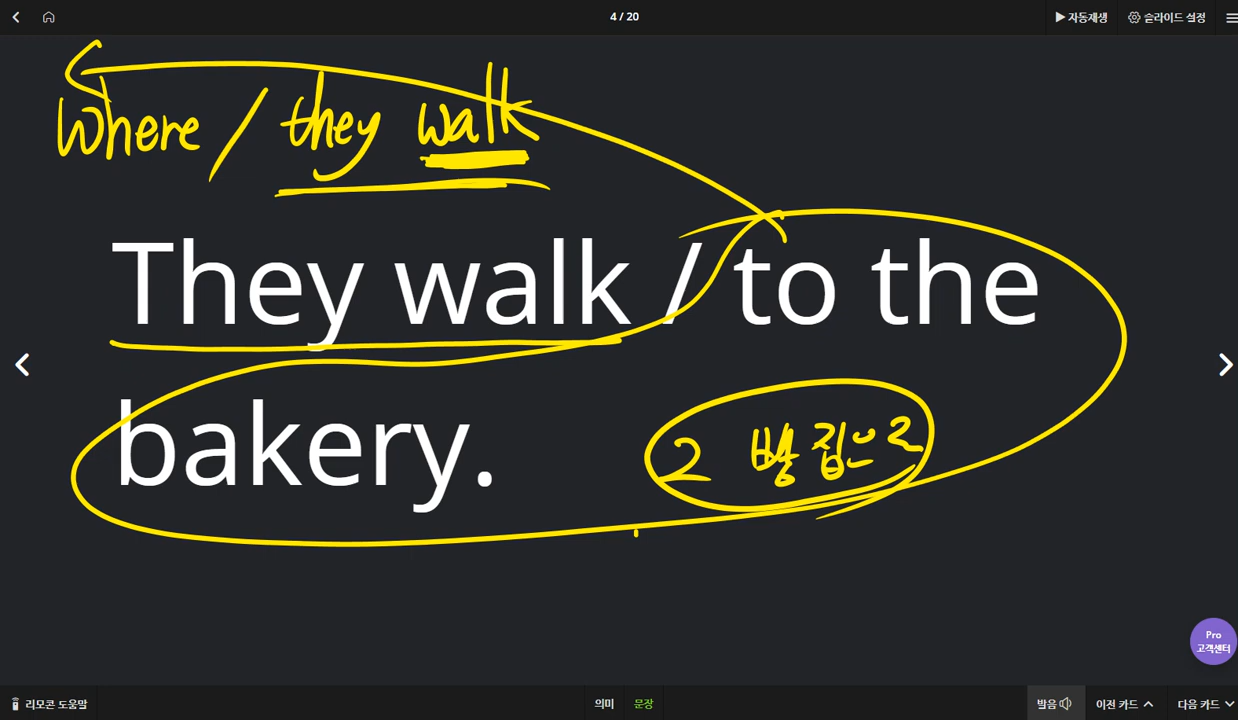 4 / 20
자동재생
슬라이드 설정
where / they walk
They walk / to the
bakery.
그 빵집으로
Pro
고객센터
리모콘 도움말
의미
문장
발음
이전 카드
다음 카드